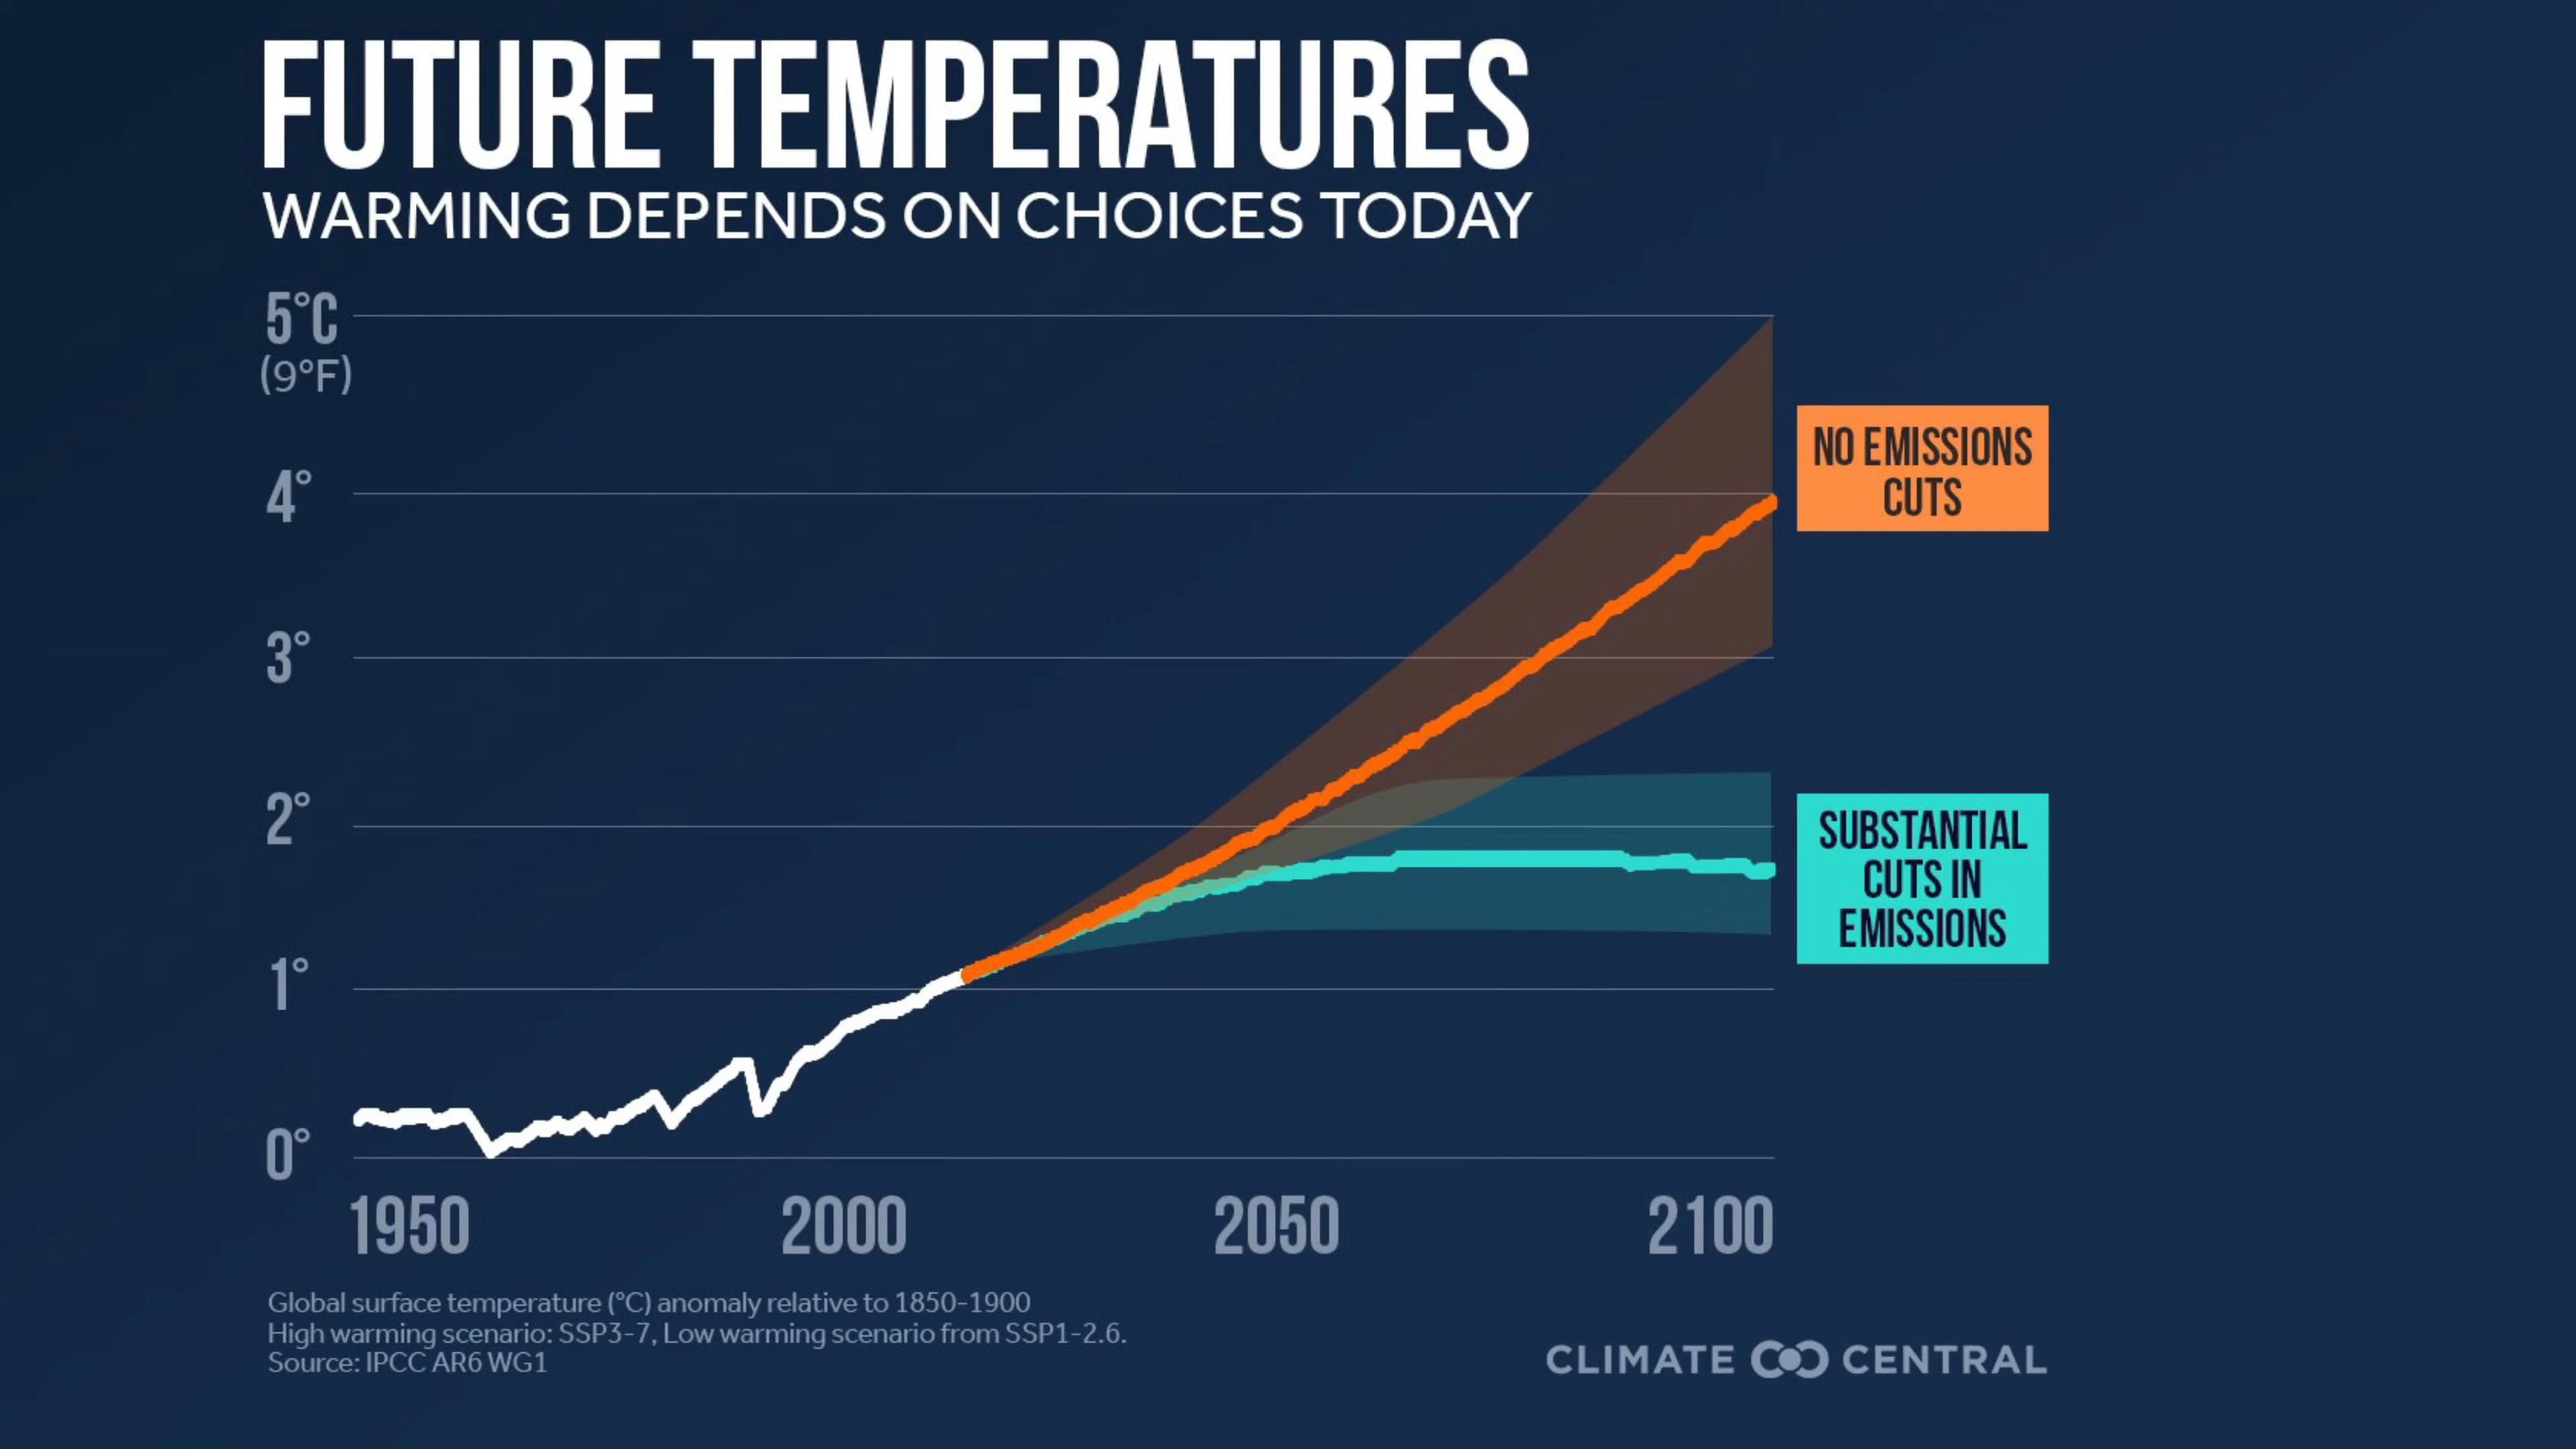 FUTURE TEMPERATURES
WARMING DEPENDS ON CHOICES TODAY
5°C
(9°F)
4°
3°
2°
1°
0°
NO EMISSIONS
CUTS
SUBSTANTIAL
CUTS IN
EMISSIONS
1950 2000 2050 2100
Global surface temperature (°C) anomaly relative to 1850-1900
High warming scenario: SSP3-7, Low warming scenario from SSP1-2.6.
Source: IPCC AR6 WG1
CLIMATE CENTRAL